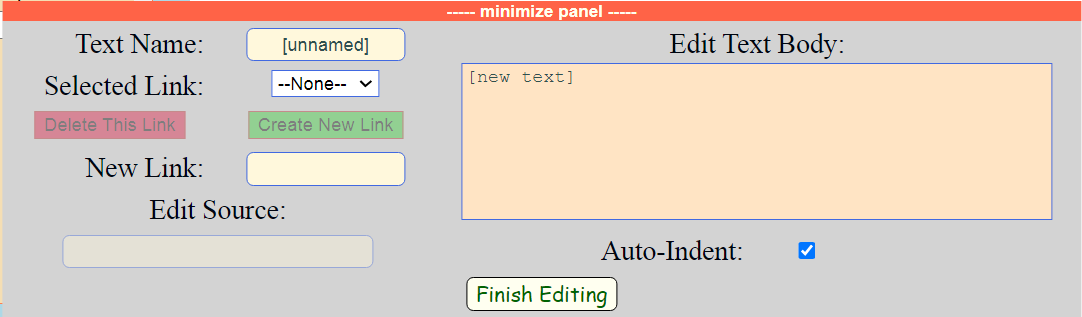 ----- minimize panel -----
Text Name: [unnamed]
Selected Link: --None--
Delete This Link Create New Link
New Link:
Edit Source:
Edit Text Body:
[new text]
Auto-Indent:
Finish Editing